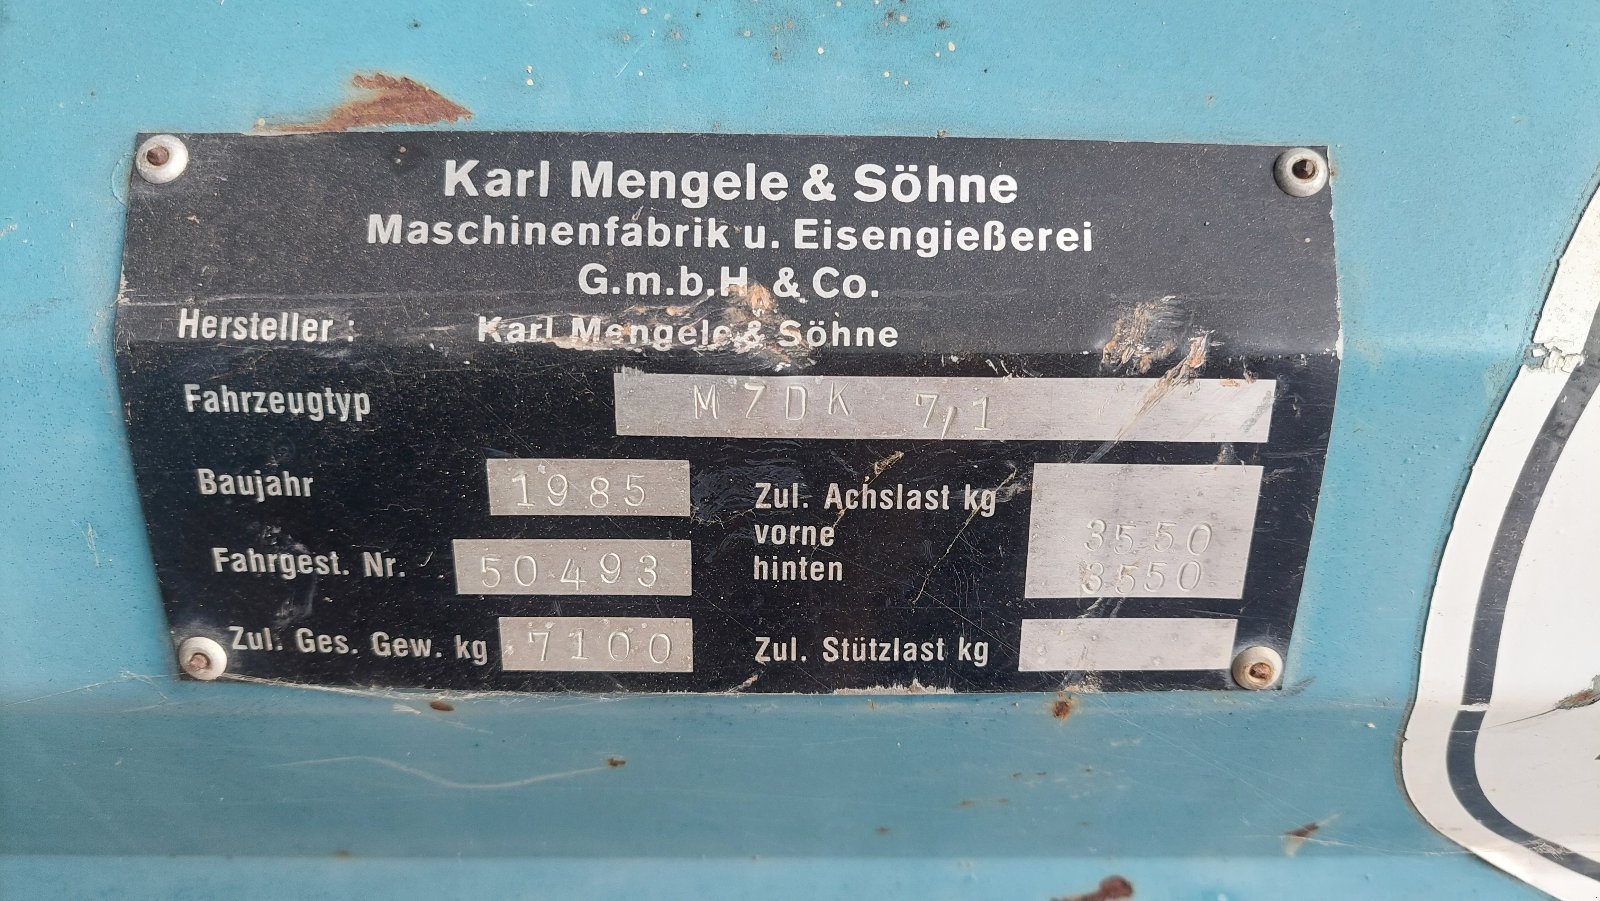 Karl Mengele & Söhne
Maschinenfabrik u. Eisengießerei
G.m.b.H. & Co.
Hersteller : Karl Mengele & Söhne
Fahrzeugtyp MZDK 7,1
Baujahr 1985
Fahrgest. Nr. 50493
Zul. Ges. Gew. kg 7100
Zul. Achslast kg
vorne 3550
hinten 3550
Zul. Stützlast kg